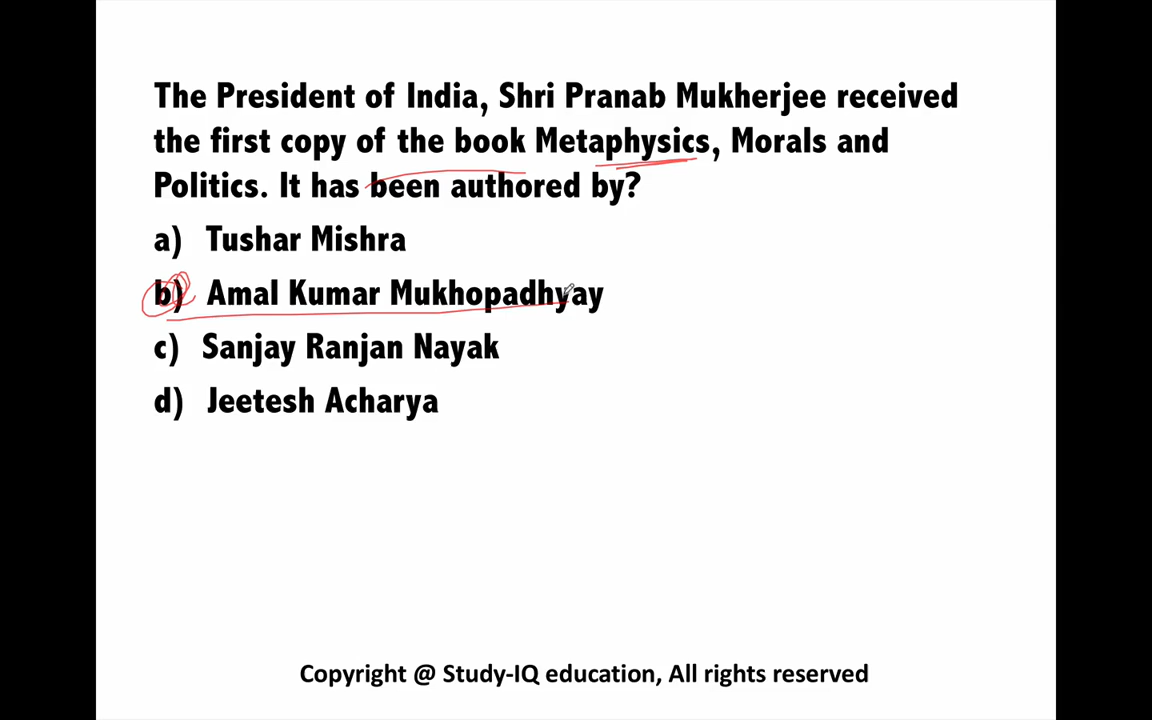 The President of India, Shri Pranab Mukherjee received
the first copy of the book Metaphysics, Morals and
Politics. It has been authored by?
a) Tushar Mishra
b) Amal Kumar Mukhopadhyay
c) Sanjay Ranjan Nayak
d) Jeetesh Acharya
Copyright @ Study-IQ education, All rights reserved